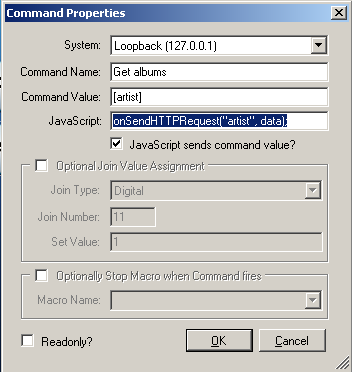 Command Properties
System: Loopback (127.0.0.1)
Command Name: Get albums
Command Value: [artist]
JavaScript: onSendHTTPRequest("artist", data);
JavaScript sends command value?
Optional Join Value Assignment
Join Type: Digital
Join Number: 11
Set Value: 1
Optionally Stop Macro when Command fires
Macro Name:
Readonly?
OK Cancel